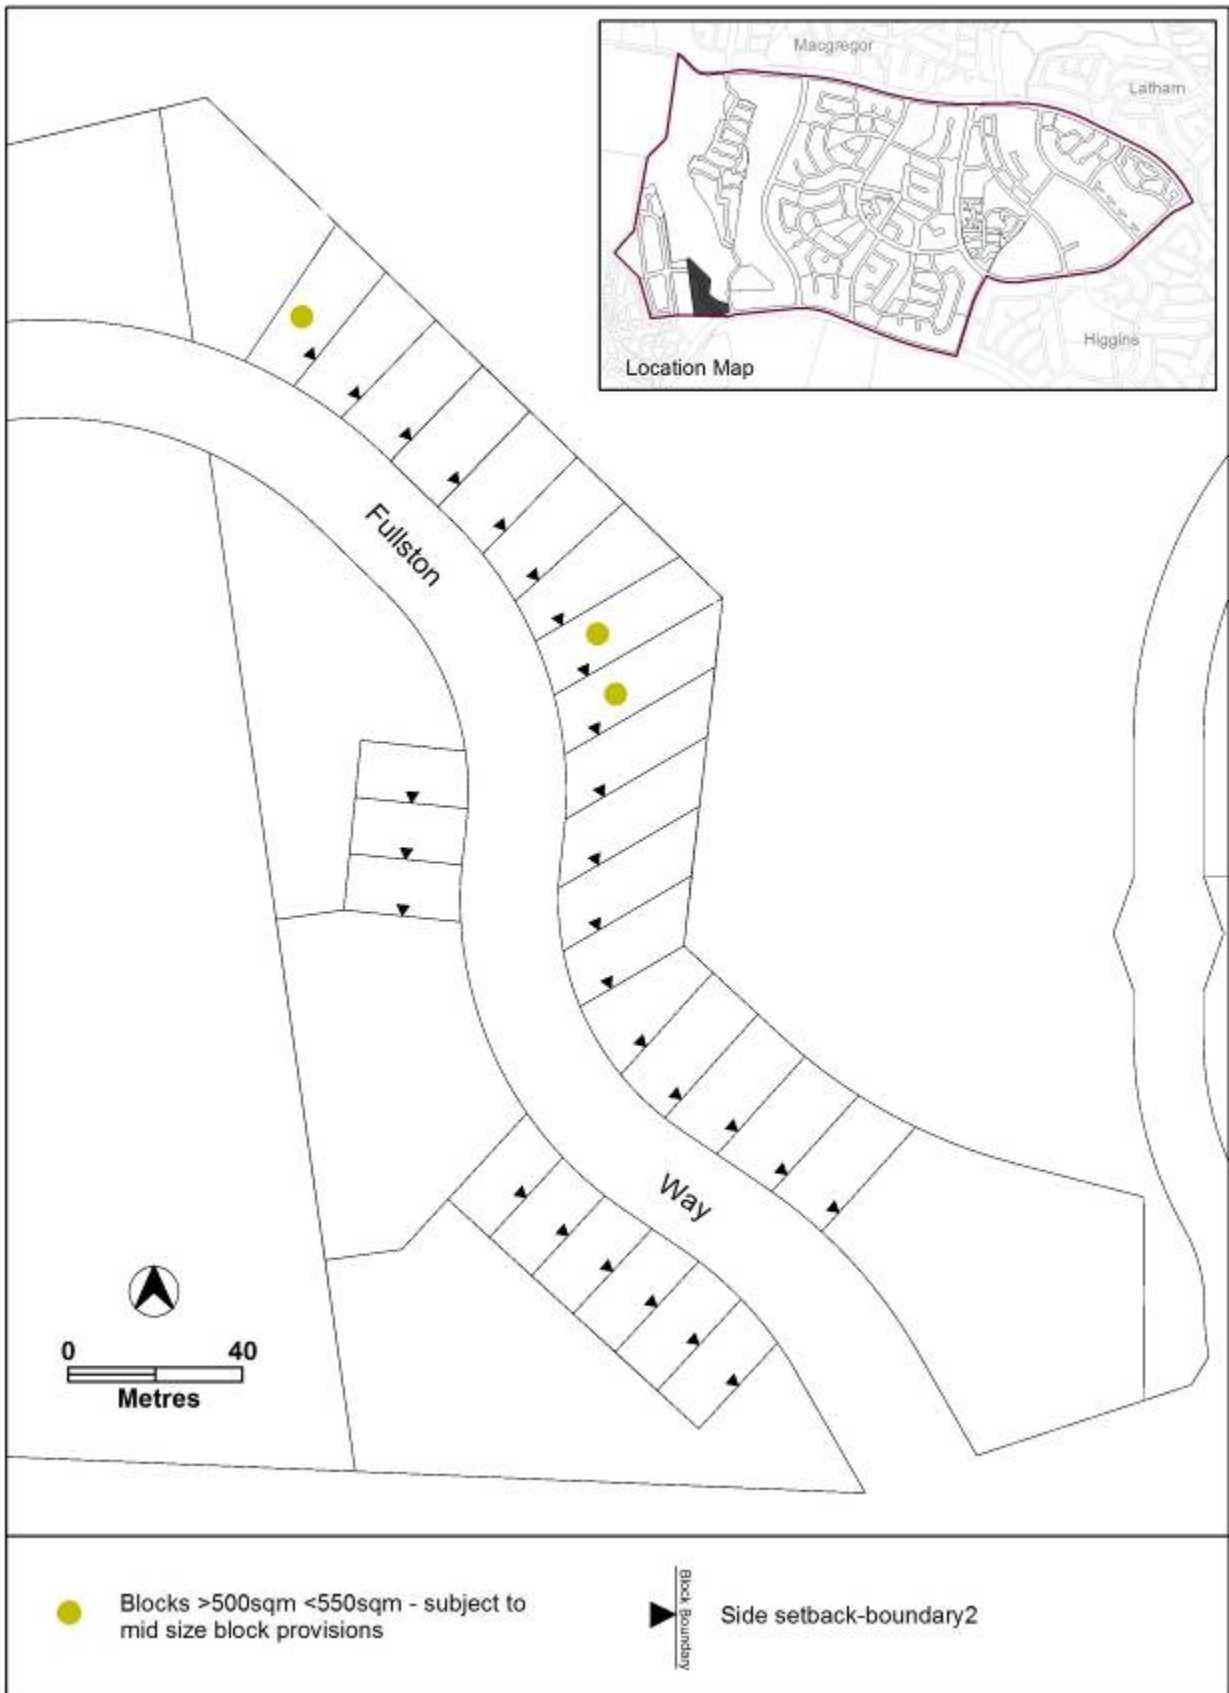 Macgregor
Latham
Higgins
Location Map
Fullston
Way
0 40
Metres
Blocks >500sqm <550sqm - subject to
mid size block provisions
Block Boundary
Side setback-boundary2